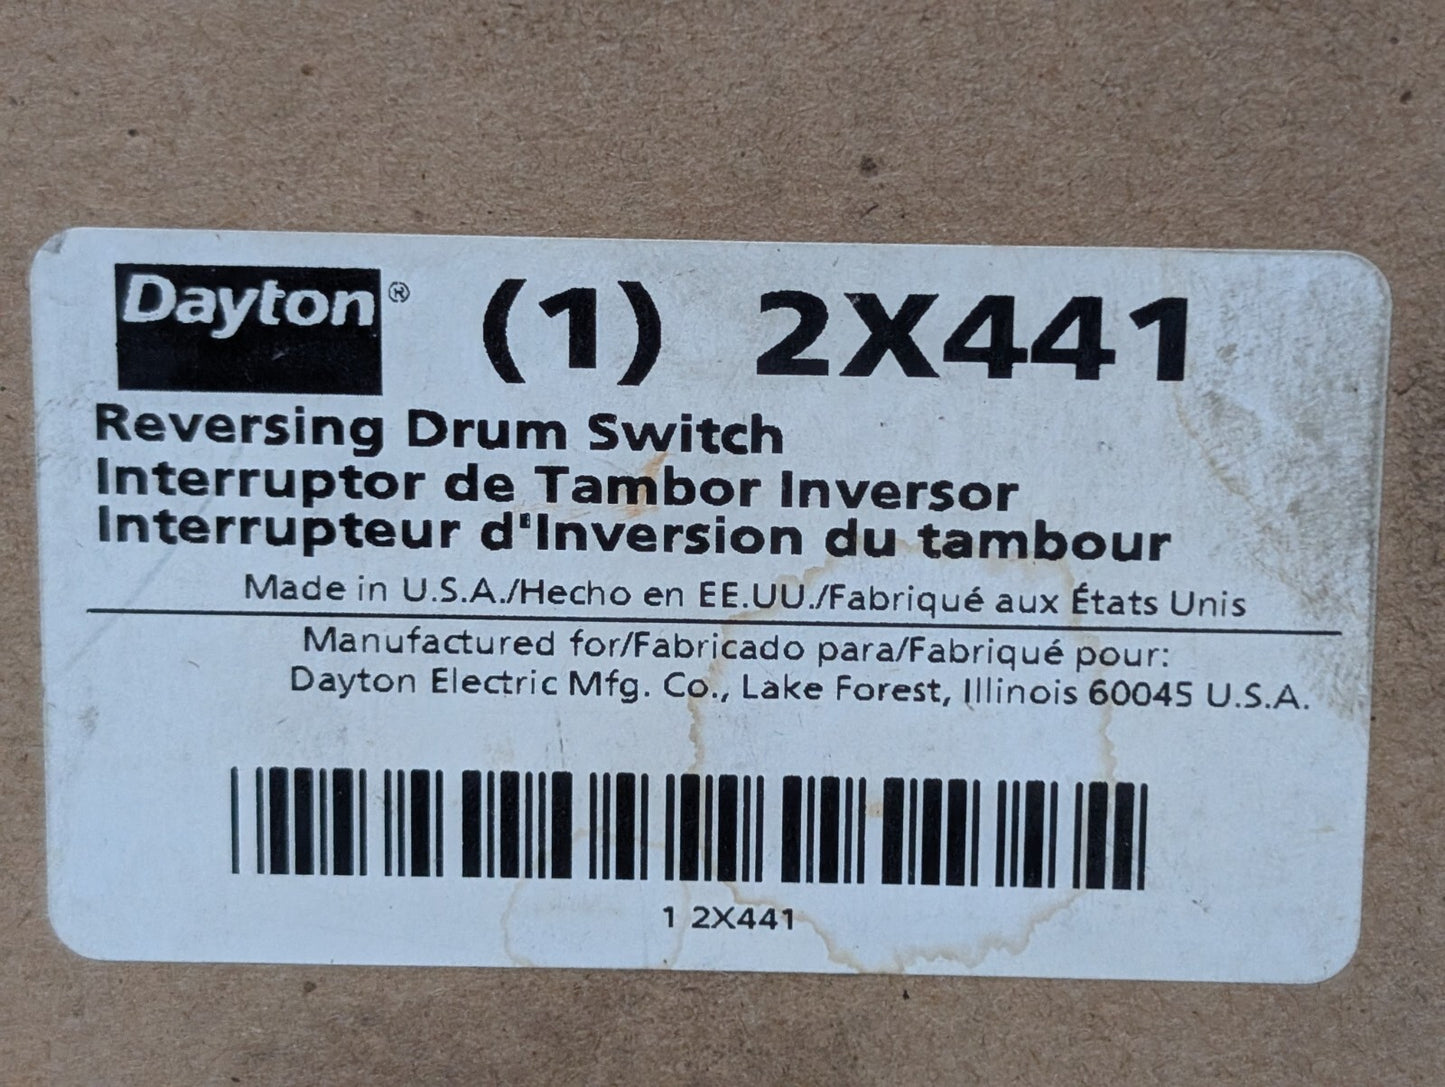 Dayton® (1) 2X441
Reversing Drum Switch
Interruptor de Tambor Inversor
Interrupteur d'Inversion du tambour
Made in U.S.A./Hecho en EE.UU./Fabriqué aux États Unis
Manufactured for/Fabricado para/Fabriqué pour:
Dayton Electric Mfg. Co., Lake Forest, Illinois 60045 U.S.A.
1 2X441